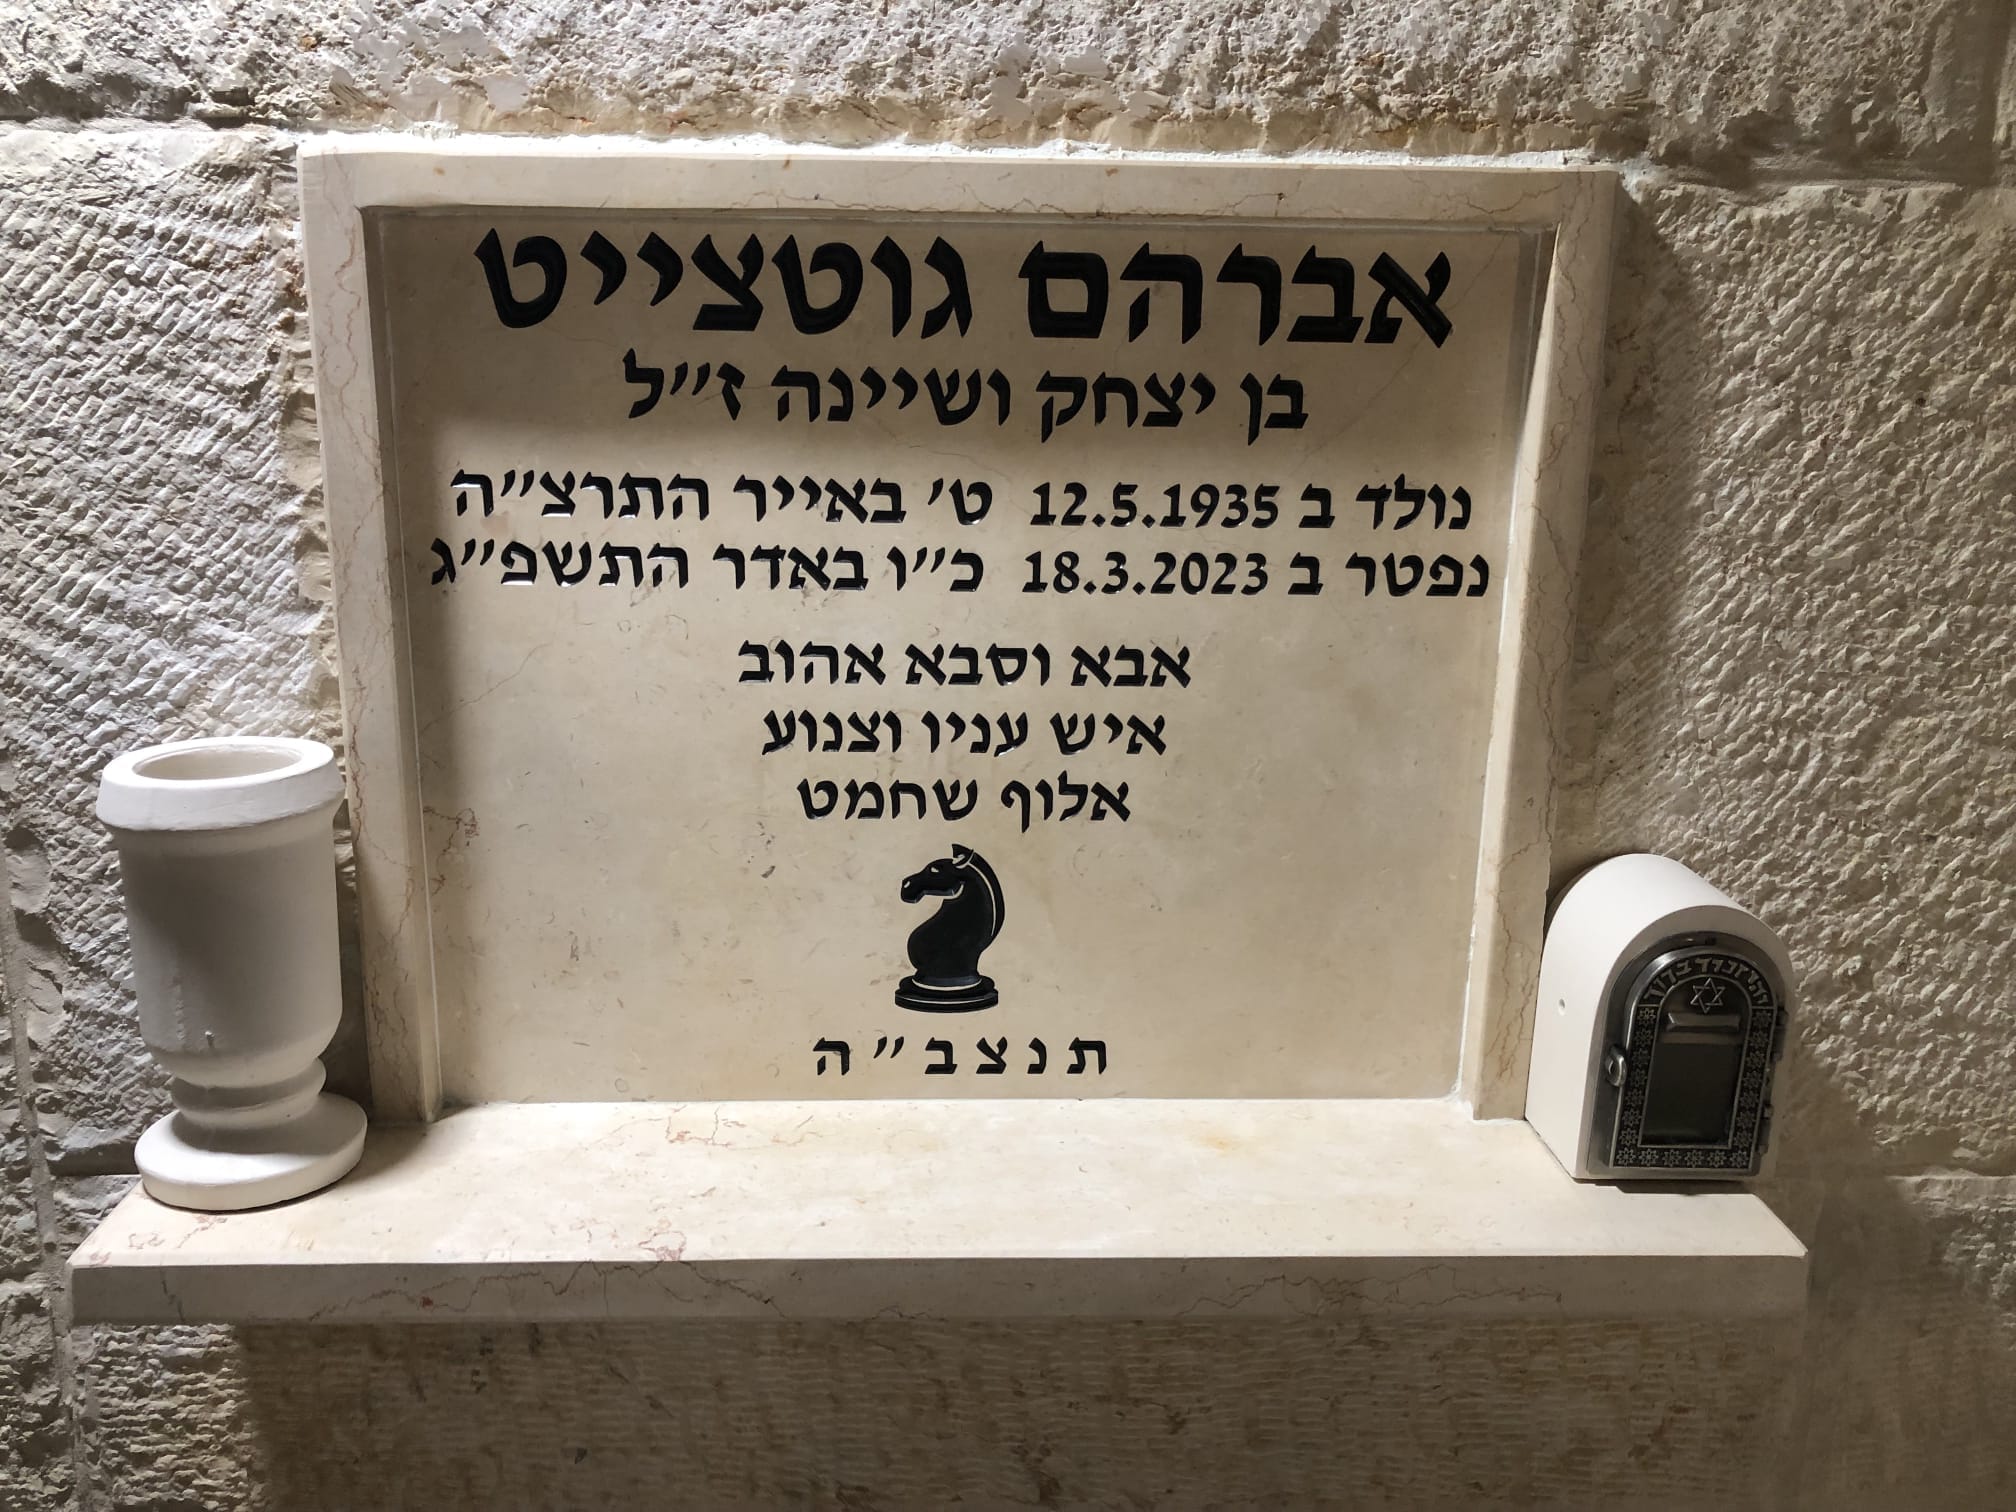 אברהם גוטצייט
בן יצחק ושיינה ז״ל
נולד ב 12.5.1935 ט׳ באייר התרצ״ה
נפטר ב 18.3.2023 כ״ו באדר התשפ״ג
אבא וסבא אהוב
איש עניו וצנוע
אלוף שחמט
ת נ צ ב ״ ה